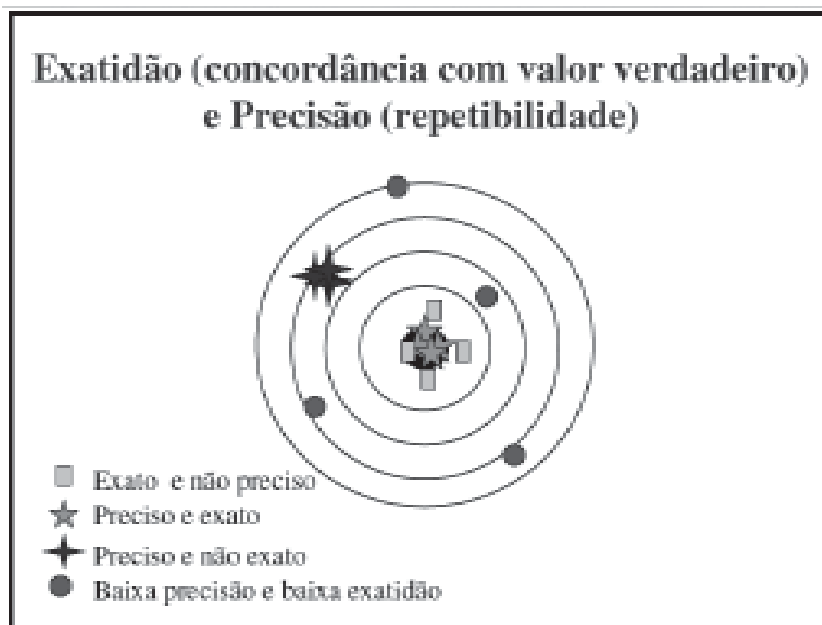 Exatidão (concordância com valor verdadeiro)
e Precisão (repetibilidade)
Exato e não preciso
Preciso e exato
Preciso e não exato
Baixa precisão e baixa exatidão